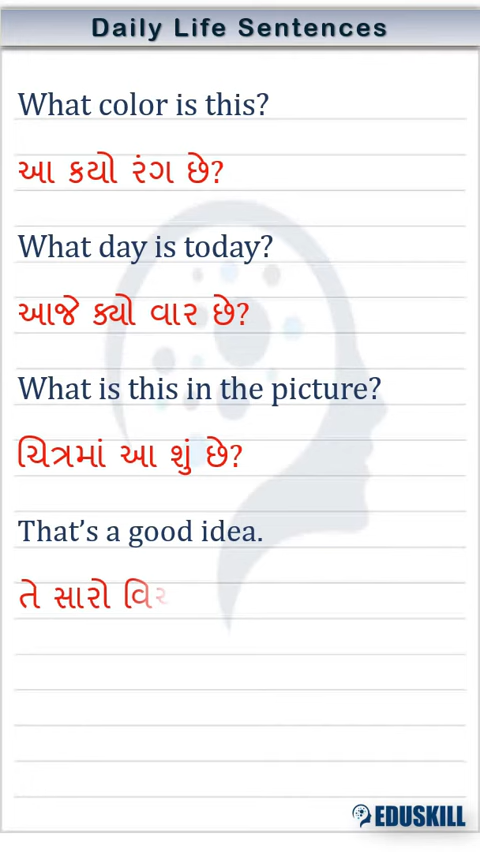 Daily Life Sentences
What color is this?
આ કયો રંગ છે?
What day is today?
આજે ક્યો વાર છે?
What is this in the picture?
ચિત્રમાં આ શું છે?
That's a good idea.
તે સારો
EDUSKILL